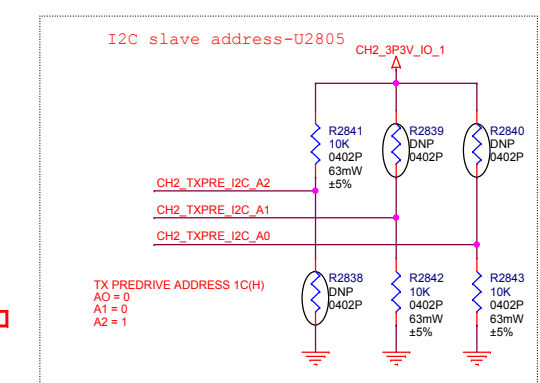 I2C slave address-U2805
CH2_3P3V_IO_1
R2841
10K
0402P
63mW
±5%
R2839
DNP
0402P
R2840
DNP
0402P
CH2_TXPRE_I2C_A2
CH2_TXPRE_I2C_A1
CH2_TXPRE_I2C_A0
TX PREDRIVE ADDRESS 1C(H)
AO = 0
A1 = 0
A2 = 1
R2838
DNP
0402P
R2842
10K
0402P
63mW
±5%
R2843
10K
0402P
63mW
±5%